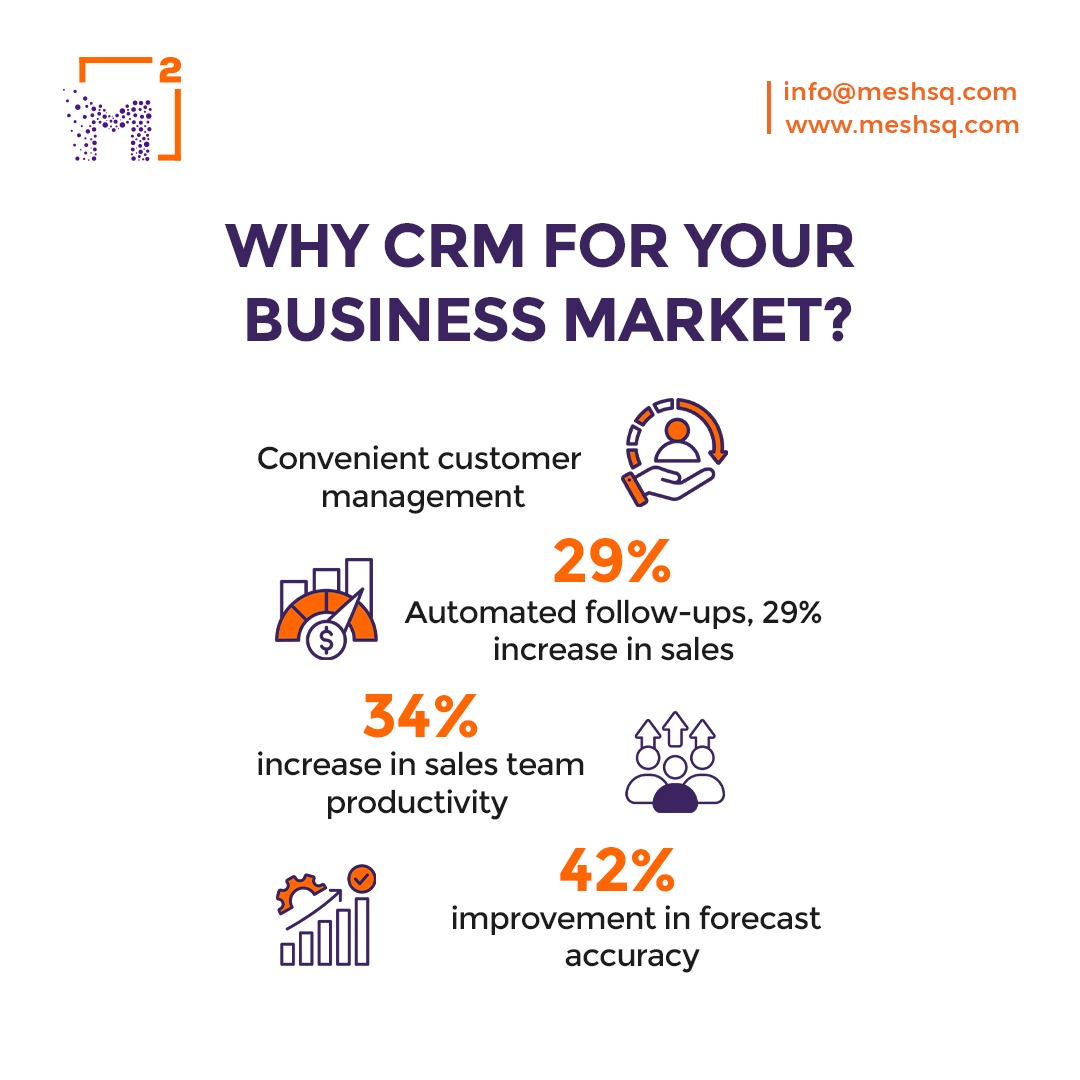 M²
info@meshsq.com
www.meshsq.com
WHY CRM FOR YOUR
BUSINESS MARKET?
Convenient customer
management
29%
Automated follow-ups, 29%
increase in sales
$
34%
increase in sales team
productivity
42%
improvement in forecast
accuracy